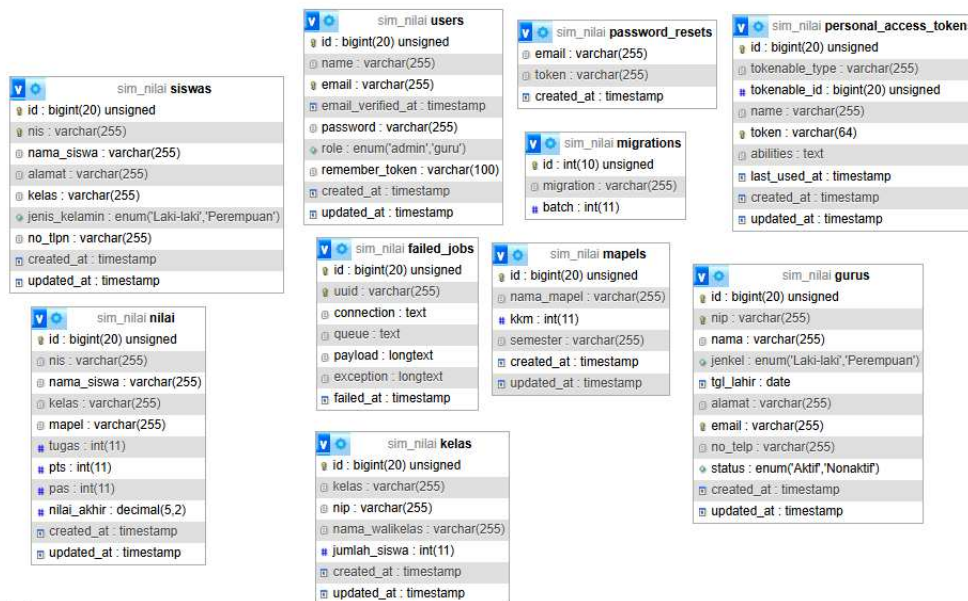 sim_nilai siswas
id : bigint(20) unsigned
nis : varchar(255)
nama_siswa : varchar(255)
alamat : varchar(255)
kelas : varchar(255)
jenis_kelamin : enum('Laki-laki','Perempuan')
no_tlpn : varchar(255)
created_at : timestamp
updated_at : timestamp
sim_nilai nilai
id : bigint(20) unsigned
nis : varchar(255)
nama_siswa : varchar(255)
kelas : varchar(255)
mapel : varchar(255)
tugas : int(11)
pts : int(11)
pas : int(11)
nilai_akhir : decimal(5,2)
created_at : timestamp
updated_at : timestamp
sim_nilai users
id : bigint(20) unsigned
name : varchar(255)
email : varchar(255)
email_verified_at : timestamp
password : varchar(255)
role : enum('admin','guru')
remember_token : varchar(100)
created_at : timestamp
updated_at : timestamp
sim_nilai failed_jobs
id : bigint(20) unsigned
uuid : varchar(255)
connection : text
queue : text
payload : longtext
exception : longtext
failed_at : timestamp
sim_nilai kelas
id : bigint(20) unsigned
kelas : varchar(255)
nip : varchar(255)
nama_walikelas : varchar(255)
jumlah_siswa : int(11)
created_at : timestamp
updated_at : timestamp
sim_nilai password_resets
email : varchar(255)
token : varchar(255)
created_at : timestamp
sim_nilai migrations
id : int(10) unsigned
migration : varchar(255)
batch : int(11)
sim_nilai mapels
id : bigint(20) unsigned
nama_mapel : varchar(255)
kkm : int(11)
semester : varchar(255)
created_at : timestamp
updated_at : timestamp
sim_nilai personal_access_tokens
id : bigint(20) unsigned
tokenable_type : varchar(255)
tokenable_id : bigint(20) unsigned
name : varchar(255)
token : varchar(64)
abilities : text
last_used_at : timestamp
created_at : timestamp
updated_at : timestamp
sim_nilai gurus
id : bigint(20) unsigned
nip : varchar(255)
nama : varchar(255)
jenkel : enum('Laki-laki','Perempuan')
tgl_lahir : date
alamat : varchar(255)
email : varchar(255)
no_telp : varchar(255)
status : enum('Aktif','Nonaktif')
created_at : timestamp
updated_at : timestamp